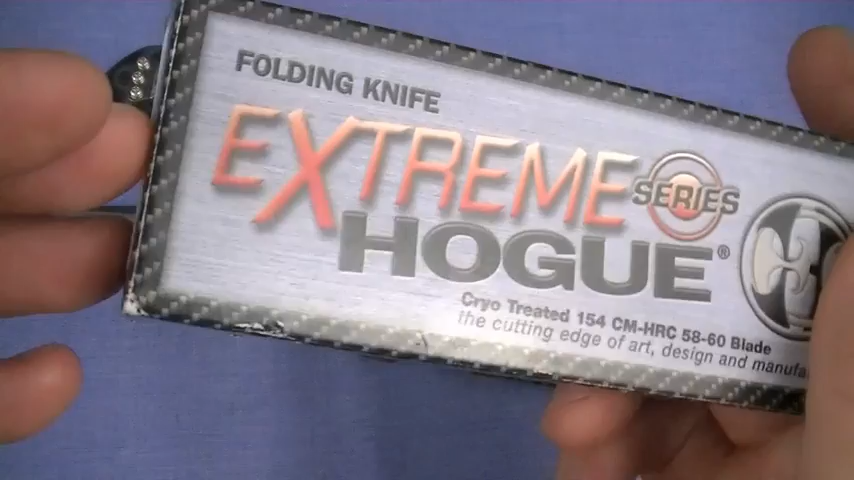 FOLDING KNIFE
EXTREME
SERIES
HOGUE®
Cryo Treated 154 CM-HRC 58-60 Blade
the cutting edge of art, design and